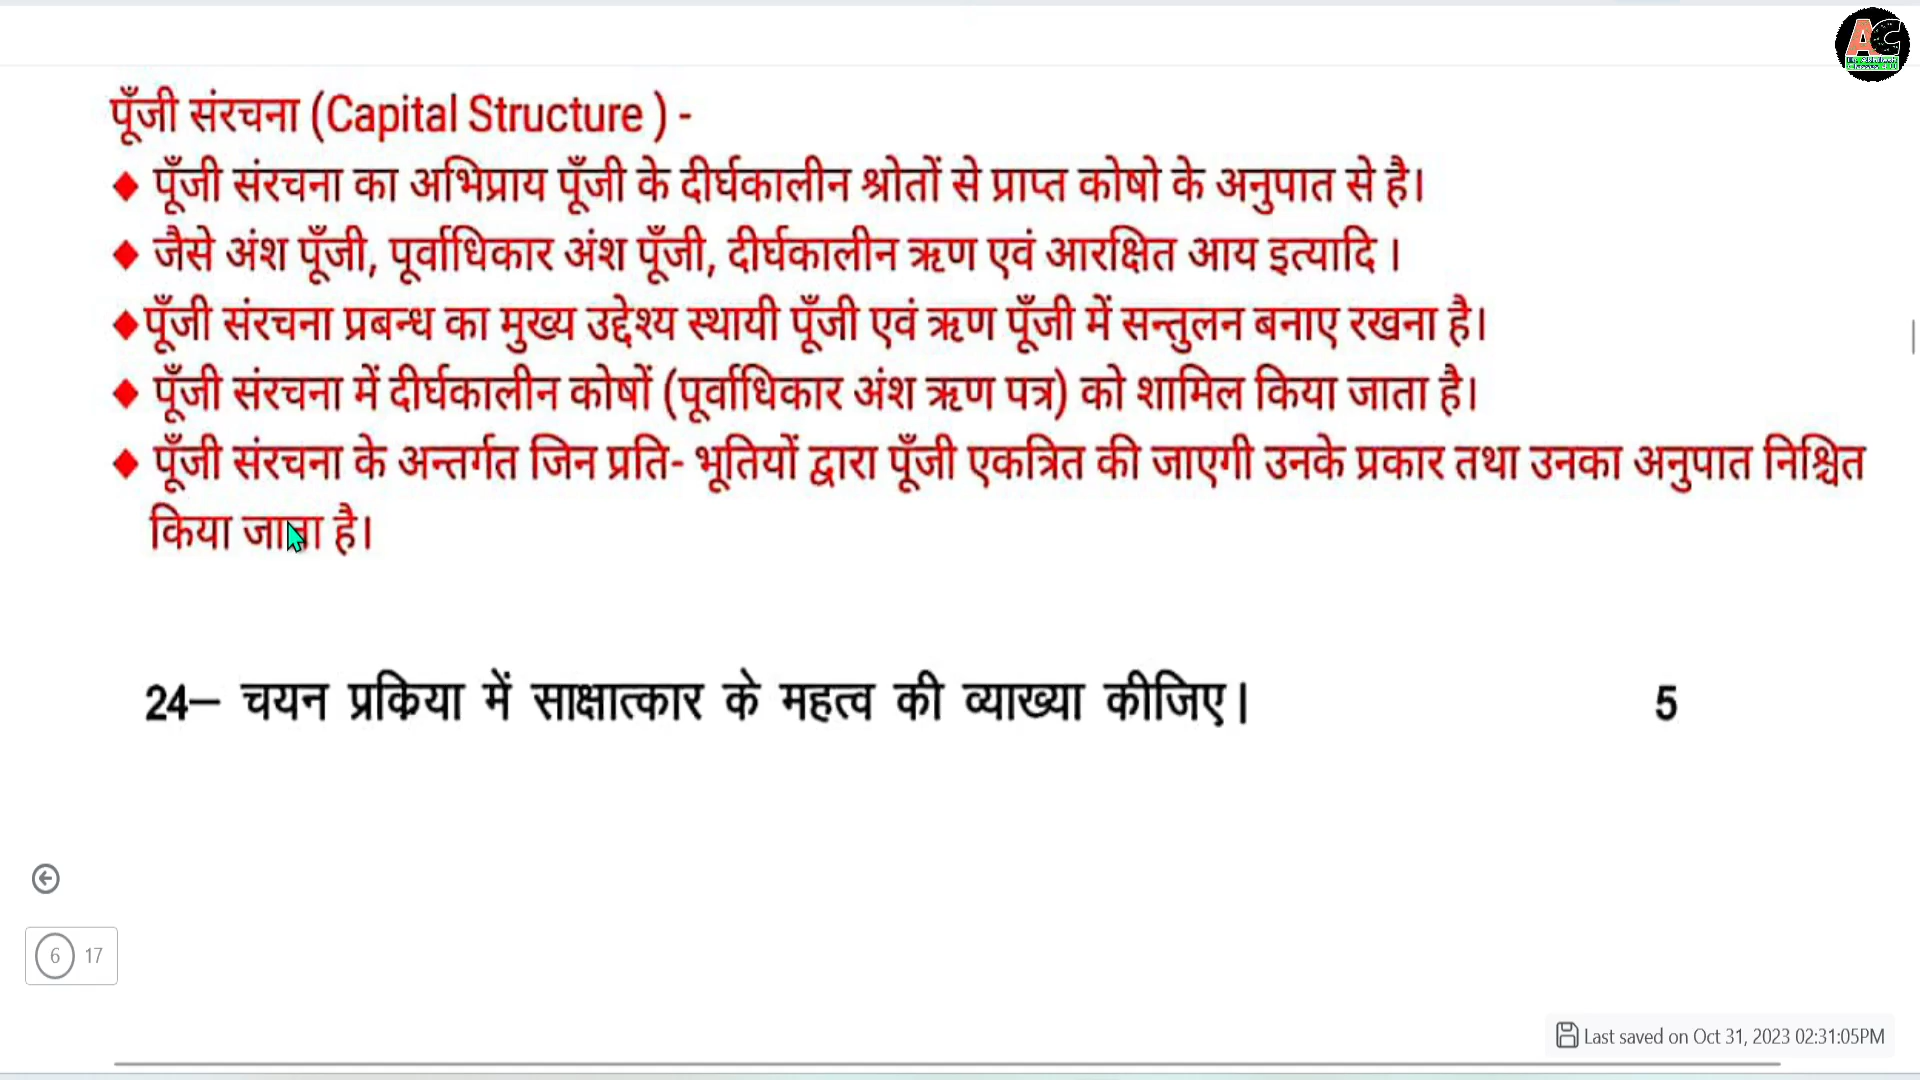 पूँजी संरचना (Capital Structure ) -
◆ पूँजी संरचना का अभिप्राय पूँजी के दीर्घकालीन श्रोतों से प्राप्त कोषो के अनुपात से है।
◆ जैसे अंश पूँजी, पूर्वाधिकार अंश पूँजी, दीर्घकालीन ऋण एवं आरक्षित आय इत्यादि ।
◆पूँजी संरचना प्रबन्ध का मुख्य उद्देश्य स्थायी पूँजी एवं ऋण पूँजी में सन्तुलन बनाए रखना है।
◆ पूँजी संरचना में दीर्घकालीन कोषों (पूर्वाधिकार अंश ऋण पत्र) को शामिल किया जाता है।
◆ पूँजी संरचना के अन्तर्गत जिन प्रति- भूतियों द्वारा पूँजी एकत्रित की जाएगी उनके प्रकार तथा उनका अनुपात निश्चित
किया जाता है।
24– चयन प्रकिया में साक्षात्कार के महत्व की व्याख्या कीजिए। 5
6 17
Last saved on Oct 31, 2023 02:31:05PM
AC